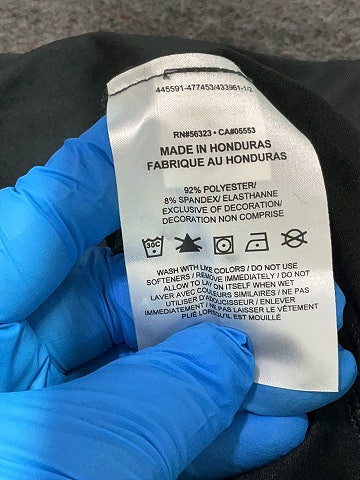 445591-477453/433961-1/2
RN#56323 • CA#05553
MADE IN HONDURAS
FABRIQUE AU HONDURAS
92% POLYESTER/
8% SPANDEX/ ELASTHANNE
EXCLUSIVE OF DECORATION/
DECORATION NON COMPRISE
30C
WASH WITH LIKE COLORS / DO NOT USE
SOFTENERS / REMOVE IMMEDIATELY / DO NOT
ALLOW TO LAY ON ITSELF WHEN WET
LAVER AVEC COULEURS SIMILAIRES / NE PAS
UTILISER D'ADOUCISSEUR / ENLEVER
IMMEDIATEMENT / NE PAS LAISSER LE VÊTEMENT
PLIE LORSQU'IL EST MOUILLÉ